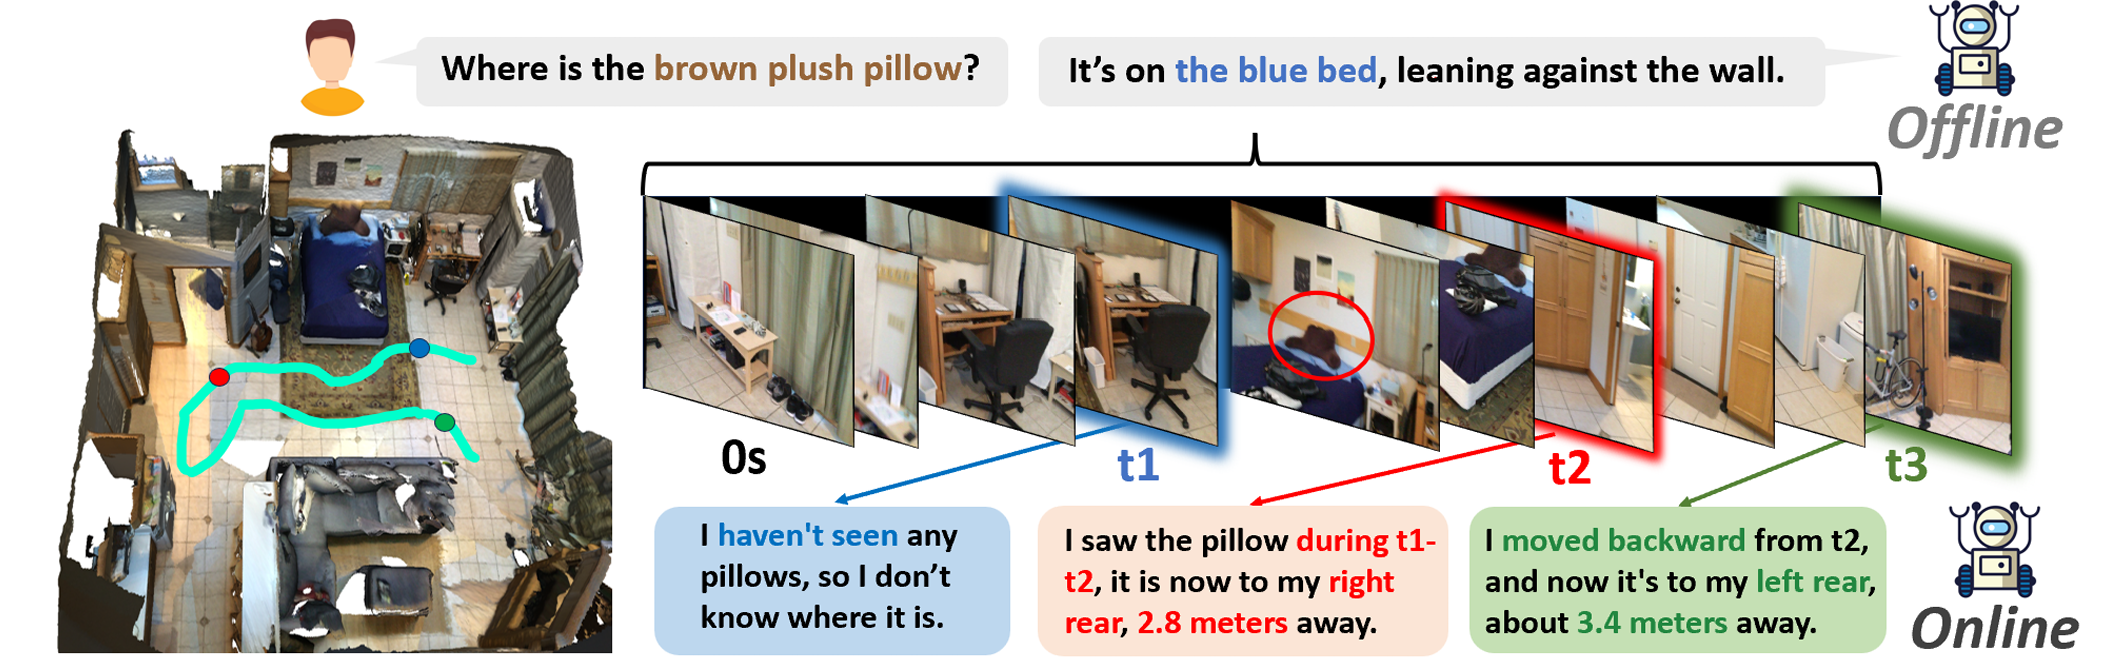 Where is the brown plush pillow?
It's on the blue bed, leaning against the wall.
Offline
0s
t1
t2
t3
I haven't seen any
pillows, so I don't
know where it is.
I saw the pillow during t1-
t2, it is now to my right
rear, 2.8 meters away.
I moved backward from t2,
and now it's to my left rear,
about 3.4 meters away.
Online